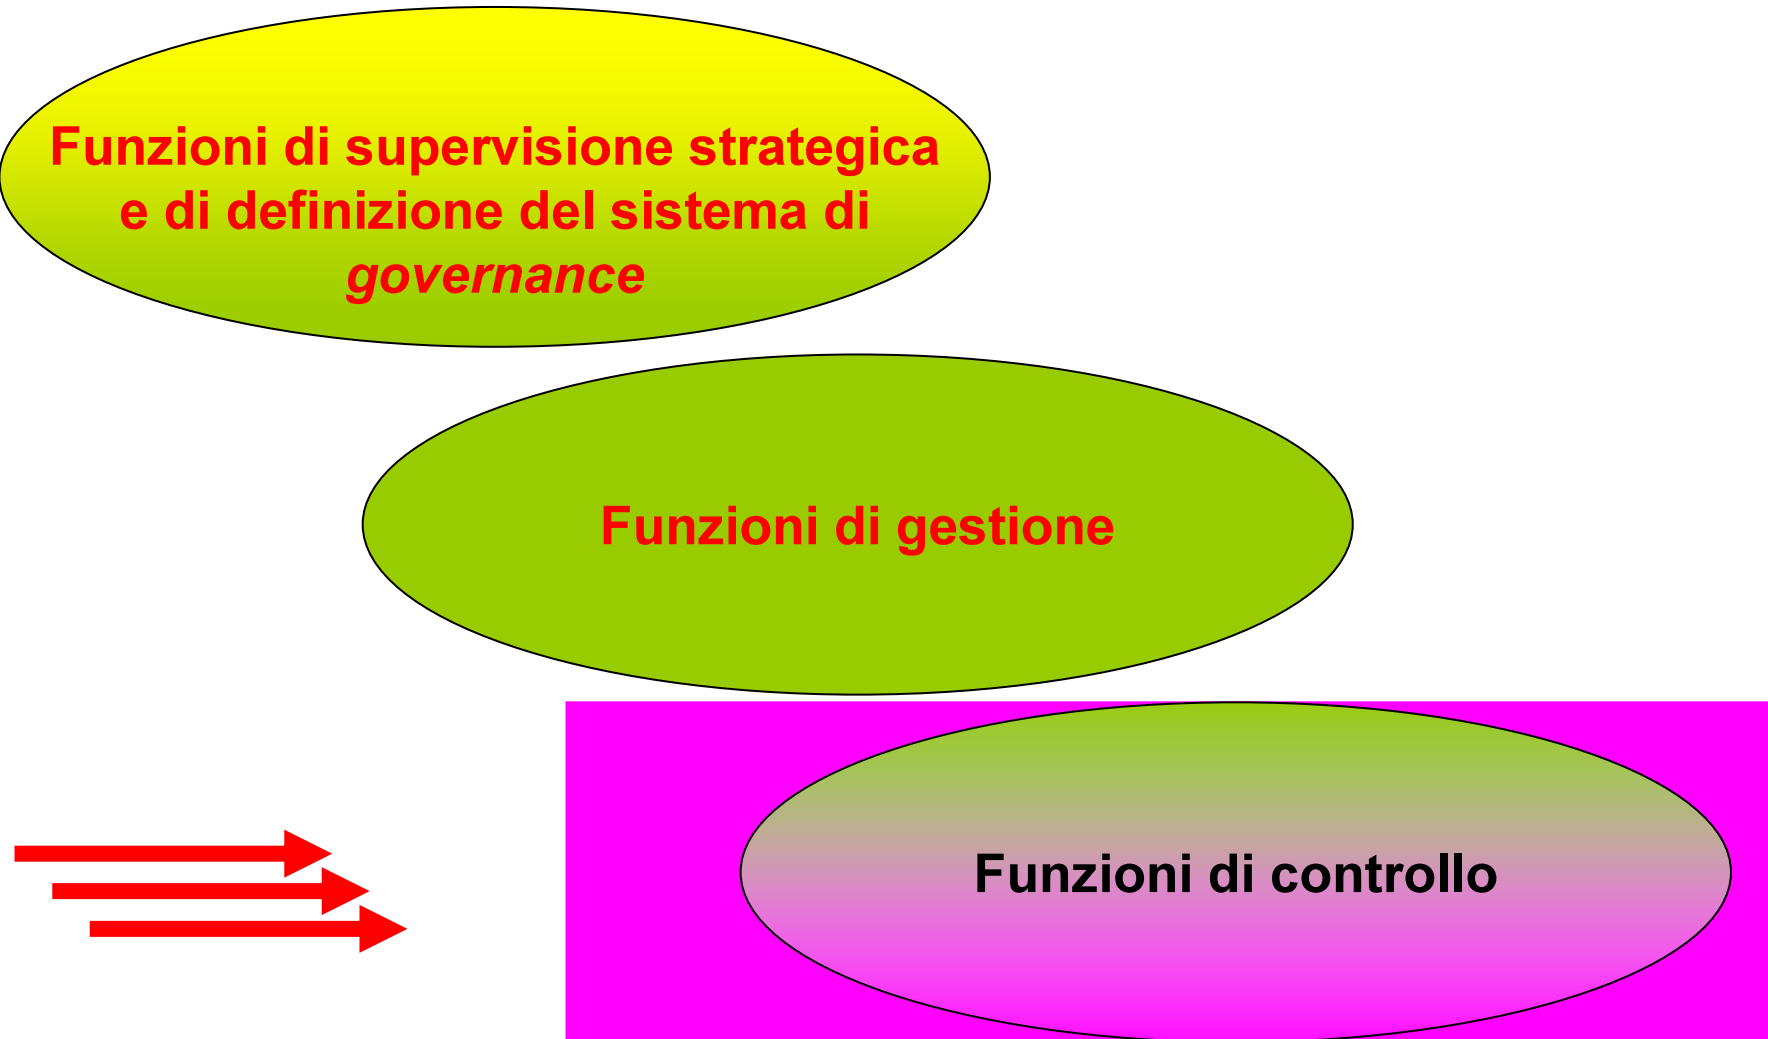 Funzioni di supervisione strategica
e di definizione del sistema di
governance
Funzioni di gestione
Funzioni di controllo